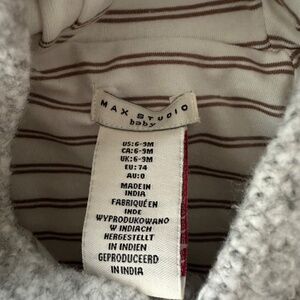 MAX STUDIO
baby
US:6-9M
CA:6-9M
UK:6-9M
EU:74
AU:0
MADE IN
INDIA
FABRIQUÉ EN
INDE
WYPRODUKOWANO
W INDIACH
HERGESTELLT
IN INDIEN
GEPRODUCEERD
IN INDIA